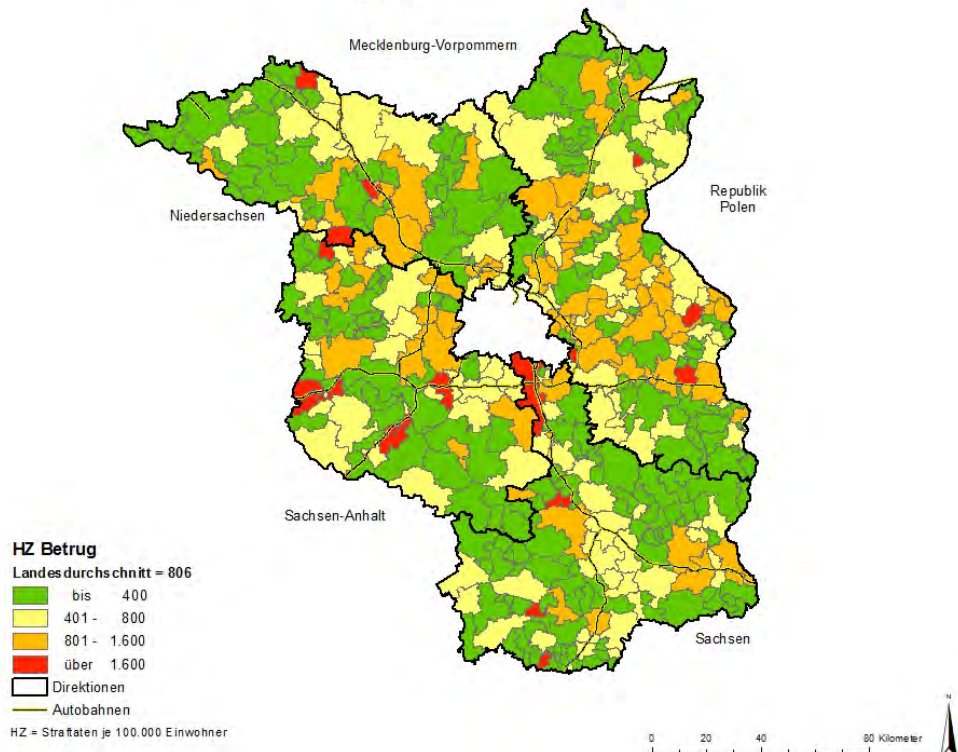 Mecklenburg-Vorpommern
Republik
Polen
Niedersachsen
Sachsen-Anhalt
Sachsen
HZ Betrug
Landesdurchschnitt = 806
bis 400
401 - 800
801 - 1.600
über 1.600
Direktionen
Autobahnen
HZ = Straftaten je 100.000 Einwohner
N
0 20 40 80 Kilometer